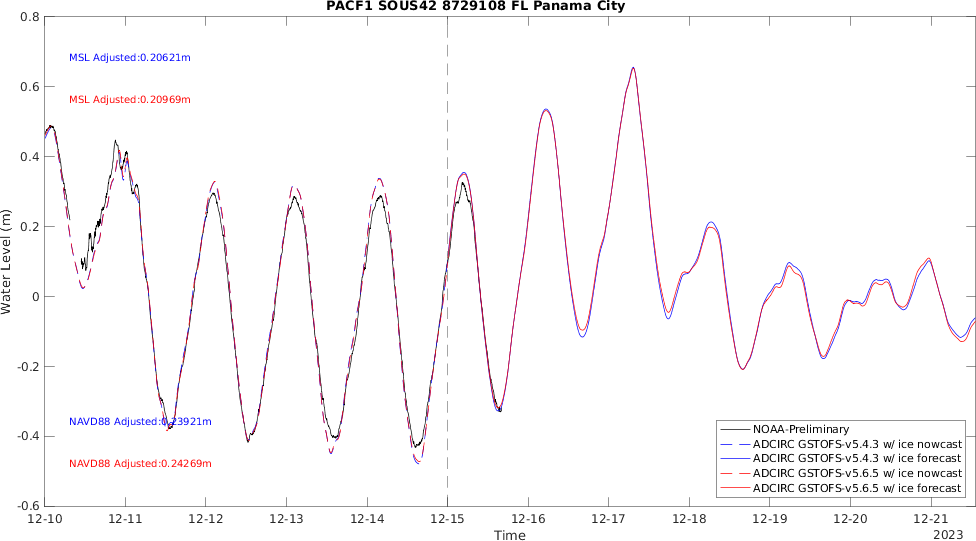 PACF1 SOUS42 8729108 FL Panama City
MSL Adjusted:0.20621m
MSL Adjusted:0.20969m
NAVD88 Adjusted:0.23921m
NAVD88 Adjusted:0.24269m
Water Level (m)
0.8
0.6
0.4
0.2
0
-0.2
-0.4
-0.6
NOAA-Preliminary
ADCIRC GSTOFS-v5.4.3 w/ ice nowcast
ADCIRC GSTOFS-v5.4.3 w/ ice forecast
ADCIRC GSTOFS-v5.6.5 w/ ice nowcast
ADCIRC GSTOFS-v5.6.5 w/ ice forecast
12-10 12-11 12-12 12-13 12-14 12-15 12-16 12-17 12-18 12-19 12-20 12-21
Time
2023